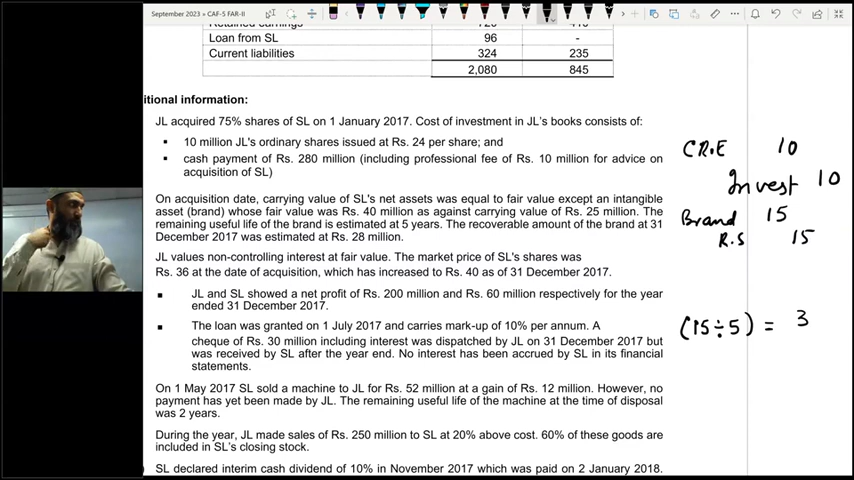 September 2023 » CAF-5 FAR-II
Retained earnings
Loan from SL 96 -
Current liabilities 324 235
2,080 845
itional information:
JL acquired 75% shares of SL on 1 January 2017. Cost of investment in JL's books consists of:
▪ 10 million JL's ordinary shares issued at Rs. 24 per share; and
▪ cash payment of Rs. 280 million (including professional fee of Rs. 10 million for advice on
acquisition of SL)
On acquisition date, carrying value of SL's net assets was equal to fair value except an intangible
asset (brand) whose fair value was Rs. 40 million as against carrying value of Rs. 25 million. The
remaining useful life of the brand is estimated at 5 years. The recoverable amount of the brand at 31
December 2017 was estimated at Rs. 28 million.
JL values non-controlling interest at fair value. The market price of SL's shares was
Rs. 36 at the date of acquisition, which has increased to Rs. 40 as of 31 December 2017.
▪ JL and SL showed a net profit of Rs. 200 million and Rs. 60 million respectively for the year
ended 31 December 2017.
▪ The loan was granted on 1 July 2017 and carries mark-up of 10% per annum. A
cheque of Rs. 30 million including interest was dispatched by JL on 31 December 2017 but
was received by SL after the year end. No interest has been accrued by SL in its financial
statements.
On 1 May 2017 SL sold a machine to JL for Rs. 52 million at a gain of Rs. 12 million. However, no
payment has yet been made by JL. The remaining useful life of the machine at the time of disposal
was 2 years.
During the year, JL made sales of Rs. 250 million to SL at 20% above cost. 60% of these goods are
included in SL's closing stock.
) SL declared interim cash dividend of 10% in November 2017 which was paid on 2 January 2018.
CR.E 10
Invest 10
Brand 15
R.S 15
(15÷5) = 3